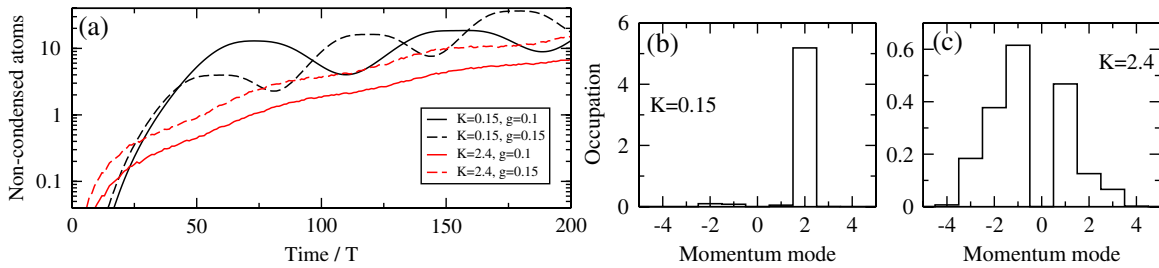 (a)
Non-condensed atoms
10
1
0.1
K=0.15, g=0.1
K=0.15, g=0.15
K=2.4, g=0.1
K=2.4, g=0.15
0 50 100 150 200
Time / T
(b)
Occupation
6
5
4
3
2
1
0
K=0.15
-4 -2 0 2 4
Momentum mode
(c)
K=2.4
0.6
0.4
0.2
0
-4 -2 0 2 4
Momentum mode